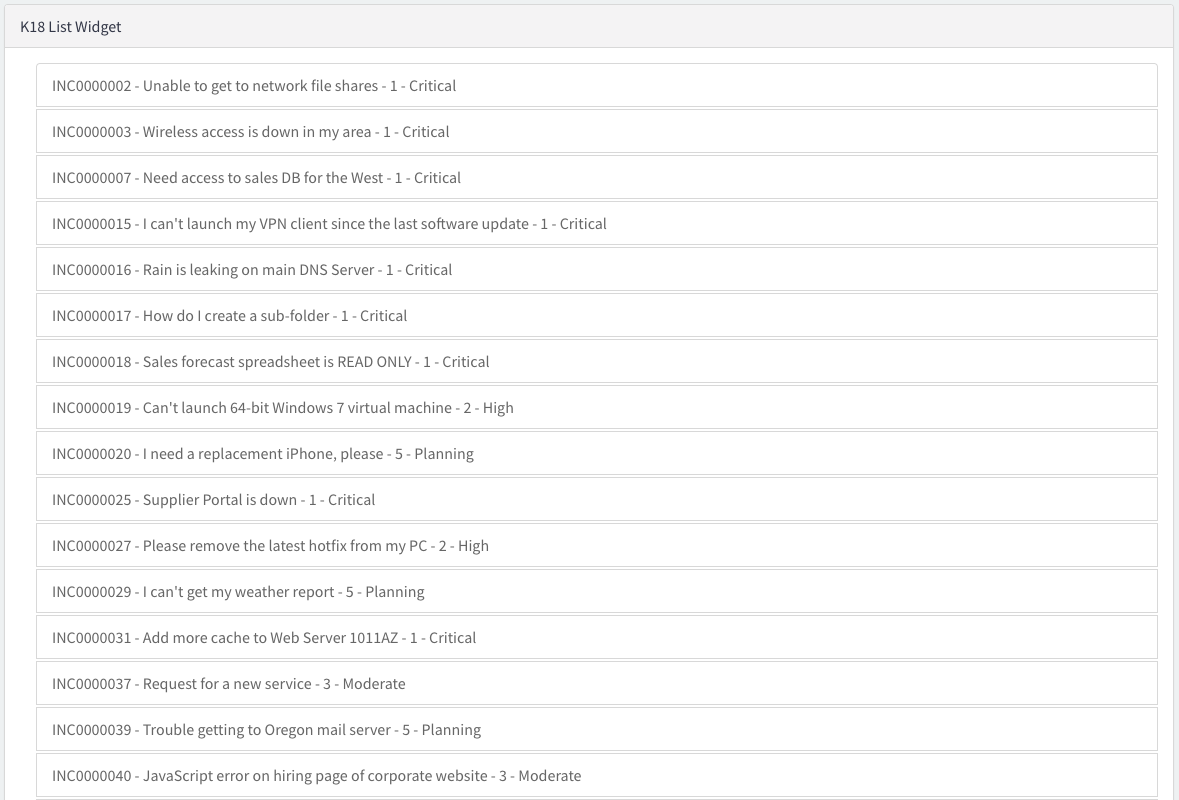 K18 List Widget
INC0000002 - Unable to get to network file shares - 1 - Critical
INC0000003 - Wireless access is down in my area - 1 - Critical
INC0000007 - Need access to sales DB for the West - 1 - Critical
INC0000015 - I can't launch my VPN client since the last software update - 1 - Critical
INC0000016 - Rain is leaking on main DNS Server - 1 - Critical
INC0000017 - How do I create a sub-folder - 1 - Critical
INC0000018 - Sales forecast spreadsheet is READ ONLY - 1 - Critical
INC0000019 - Can't launch 64-bit Windows 7 virtual machine - 2 - High
INC0000020 - I need a replacement iPhone, please - 5 - Planning
INC0000025 - Supplier Portal is down - 1 - Critical
INC0000027 - Please remove the latest hotfix from my PC - 2 - High
INC0000029 - I can't get my weather report - 5 - Planning
INC0000031 - Add more cache to Web Server 1011AZ - 1 - Critical
INC0000037 - Request for a new service - 3 - Moderate
INC0000039 - Trouble getting to Oregon mail server - 5 - Planning
INC0000040 - JavaScript error on hiring page of corporate website - 3 - Moderate